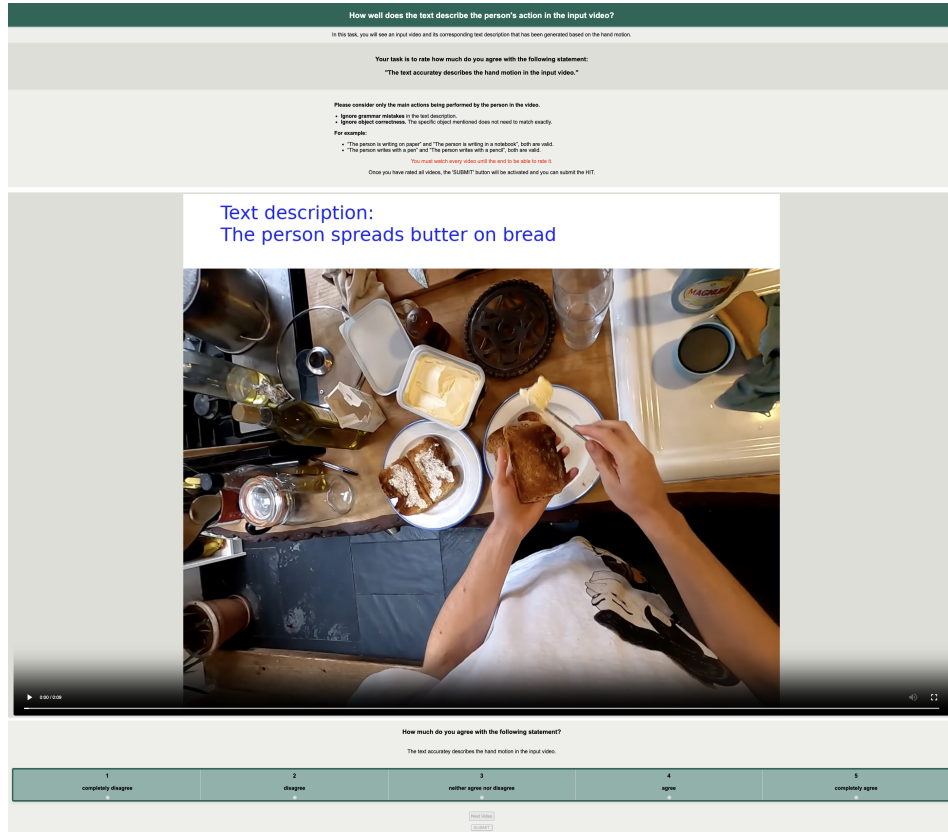 How well does the text describe the person's action in the input video?
In this task, you will see an input video and its corresponding text description that has been generated based on the hand motion.
Your task is to rate how much do you agree with the following statement:
"The text accuratey describes the hand motion in the input video."
Please consider only the main actions being performed by the person in the video.
• Ignore grammar mistakes in the text description.
• Ignore object correctness. The specific object mentioned does not need to match exactly.
For example:
• "The person is writing on paper" and "The person is writing in a notebook", both are valid.
• "The person writes with a pen" and "The person writes with a pencil", both are valid.
You must watch every video until the end to be able to rate it.
Once you have rated all videos, the 'SUBMIT' button will be activated and you can submit the HIT.
Text description:
The person spreads butter on bread
MAGNUM
0:00 / 0:09
How much do you agree with the following statement?
The text accuratey describes the hand motion in the input video.
1 2 3 4 5
completely disagree disagree neither agree nor disagree agree completely agree
Next Video
SUBMIT